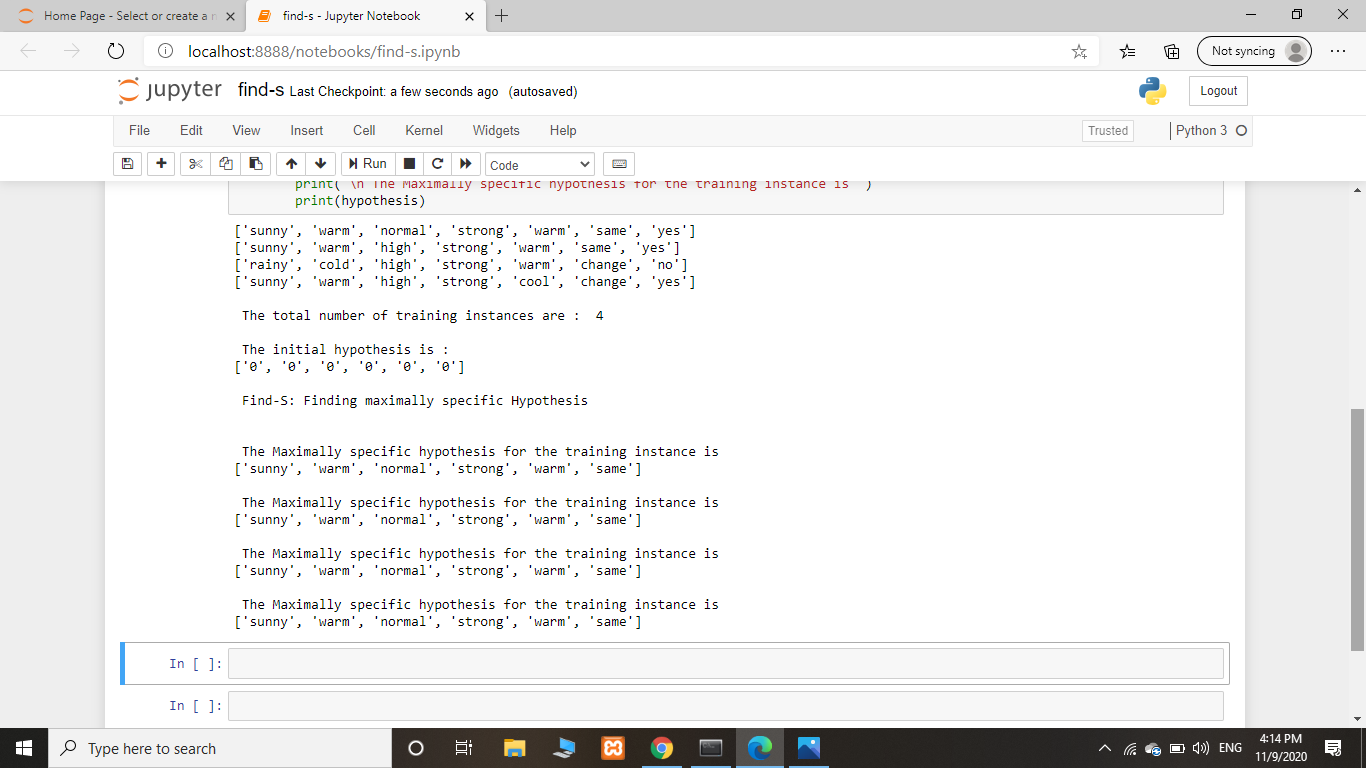 Home Page - Select or create a n
find-s - Jupyter Notebook
localhost:8888/notebooks/find-s.ipynb
Not syncing
jupyter find-s Last Checkpoint: a few seconds ago (autosaved)
Logout
File Edit View Insert Cell Kernel Widgets Help
Trusted
Python 3
Run
Code
print( \n The Maximally specific hypothesis for the training instance is )
print(hypothesis)
['sunny', 'warm', 'normal', 'strong', 'warm', 'same', 'yes']
['sunny', 'warm', 'high', 'strong', 'warm', 'same', 'yes']
['rainy', 'cold', 'high', 'strong', 'warm', 'change', 'no']
['sunny', 'warm', 'high', 'strong', 'cool', 'change', 'yes']
The total number of training instances are : 4
The initial hypothesis is :
['0', '0', '0', '0', '0', '0']
Find-S: Finding maximally specific Hypothesis
The Maximally specific hypothesis for the training instance is
['sunny', 'warm', 'normal', 'strong', 'warm', 'same']
The Maximally specific hypothesis for the training instance is
['sunny', 'warm', 'normal', 'strong', 'warm', 'same']
The Maximally specific hypothesis for the training instance is
['sunny', 'warm', 'normal', 'strong', 'warm', 'same']
The Maximally specific hypothesis for the training instance is
['sunny', 'warm', 'normal', 'strong', 'warm', 'same']
In [ ]:
In [ ]:
Type here to search
ENG
4:14 PM
11/9/2020